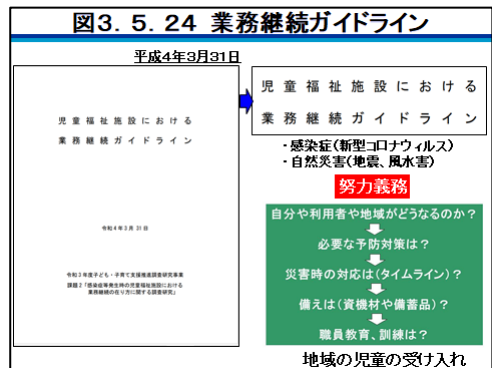 図3.5.24 業務継続ガイドライン
平成4年3月31日
児童福祉施設における
業務継続ガイドライン
令和4年3月31日
令和3年度子ども・子育て支援推進調査研究事業
課題2「感染症等発生時の児童福祉施設における
業務継続の在り方に関する調査研究」
児童福祉施設における
業務継続ガイドライン
・感染症(新型コロナウィルス)
・自然災害(地震、風水害)
努力義務
自分や利用者や地域がどうなるのか?
必要な予防対策は?
災害時の対応は(タイムライン)?
備えは(資機材や備蓄品)?
職員教育、訓練は?
地域の児童の受け入れ